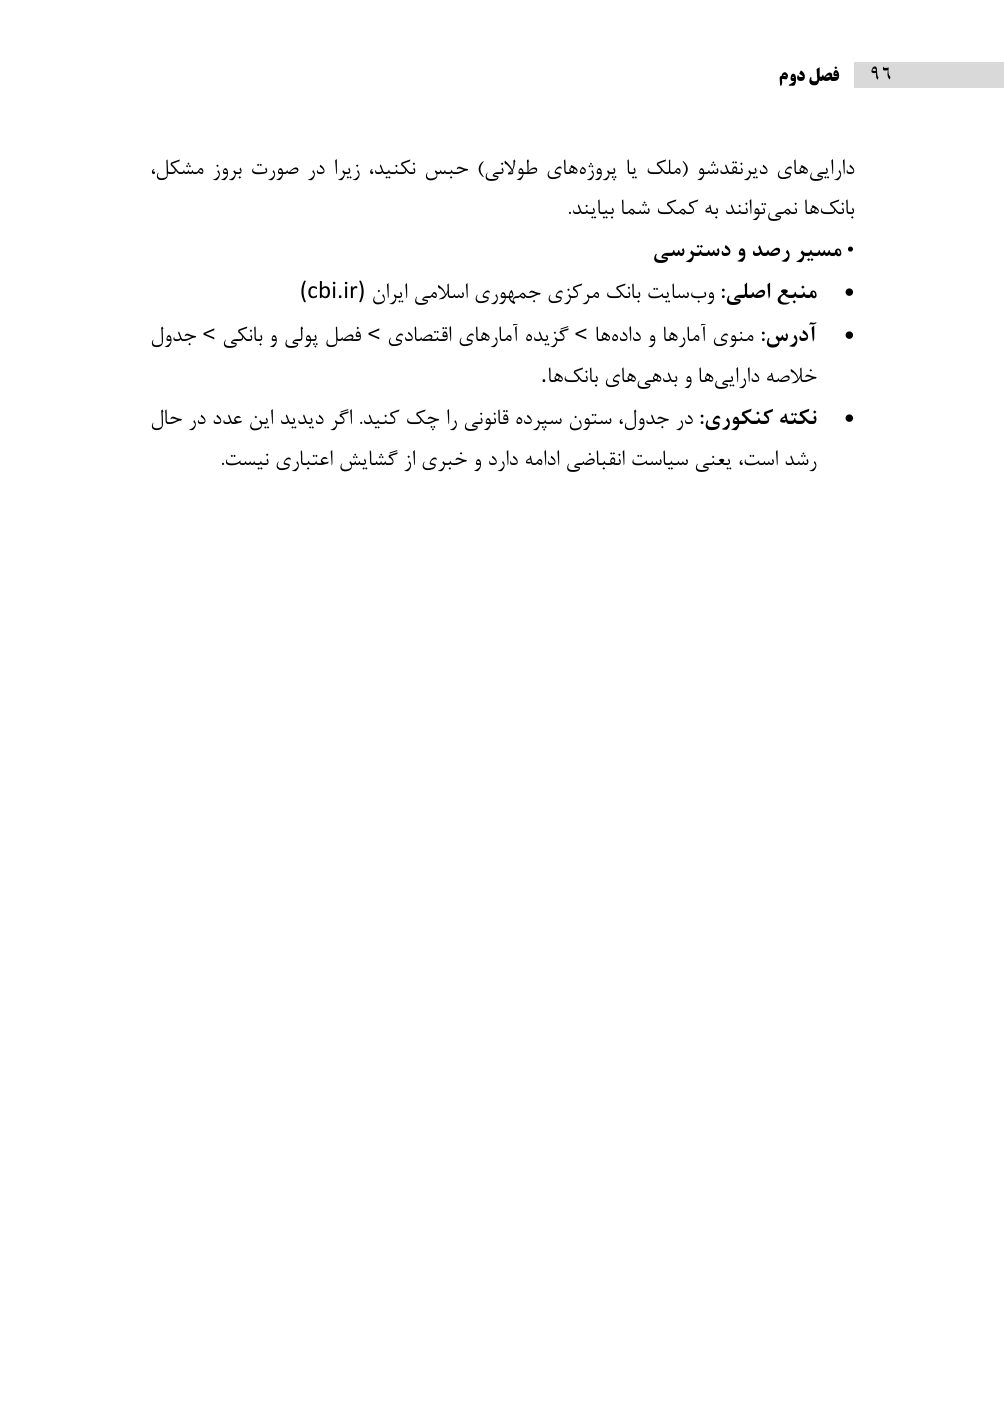 ۹٦ فصل دوم
دارایی‌های دیرنقدشو (ملک یا پروژه‌های طولانی) حبس نکنید، زیرا در صورت بروز مشکل،
بانک‌ها نمی‌توانند به کمک شما بیایند.
• مسیر رصد و دسترسی
• منبع اصلی: وب‌سایت بانک مرکزی جمهوری اسلامی ایران (cbi.ir)
• آدرس: منوی آمارها و داده‌ها > گزیده آمارهای اقتصادی > فصل پولی و بانکی > جدول
خلاصه دارایی‌ها و بدهی‌های بانک‌ها.
• نکته کنکوری: در جدول، ستون سپرده قانونی را چک کنید. اگر دیدید این عدد در حال
رشد است، یعنی سیاست انقباضی ادامه دارد و خبری از گشایش اعتباری نیست.